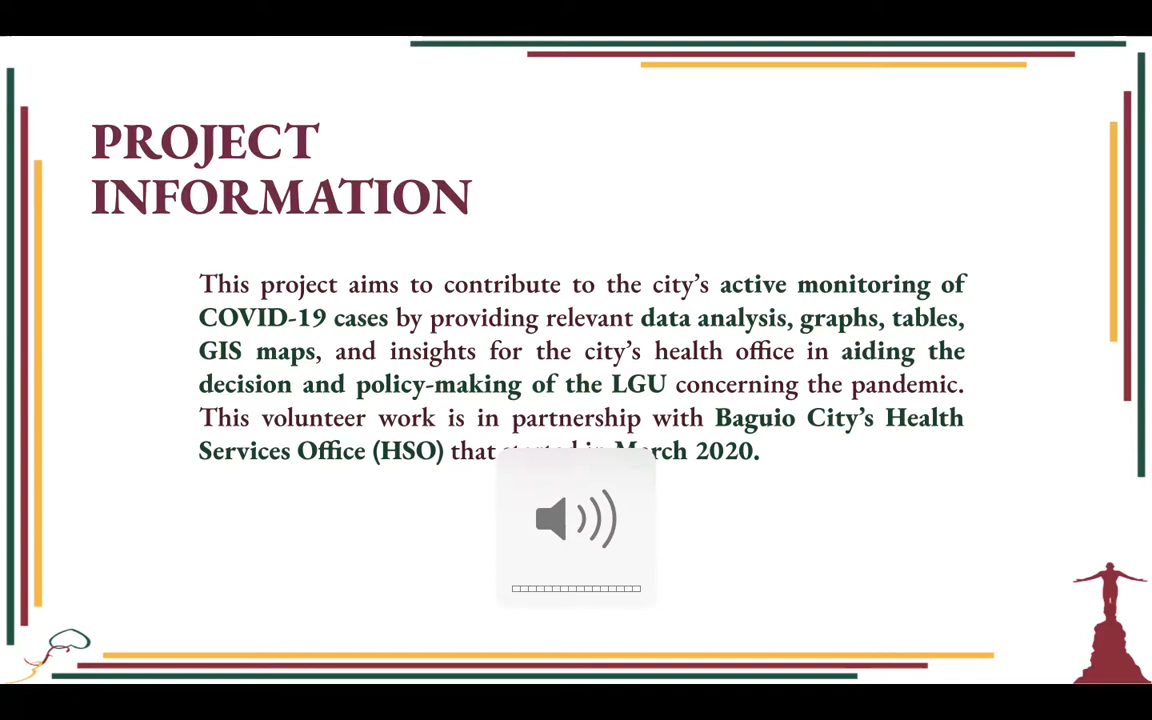 PROJECT
INFORMATION
This project aims to contribute to the city’s active monitoring of
COVID-19 cases by providing relevant data analysis, graphs, tables,
GIS maps, and insights for the city’s health office in aiding the
decision and policy-making of the LGU concerning the pandemic.
This volunteer work is in partnership with Baguio City’s Health
Services Office (HSO) that started in March 2020.